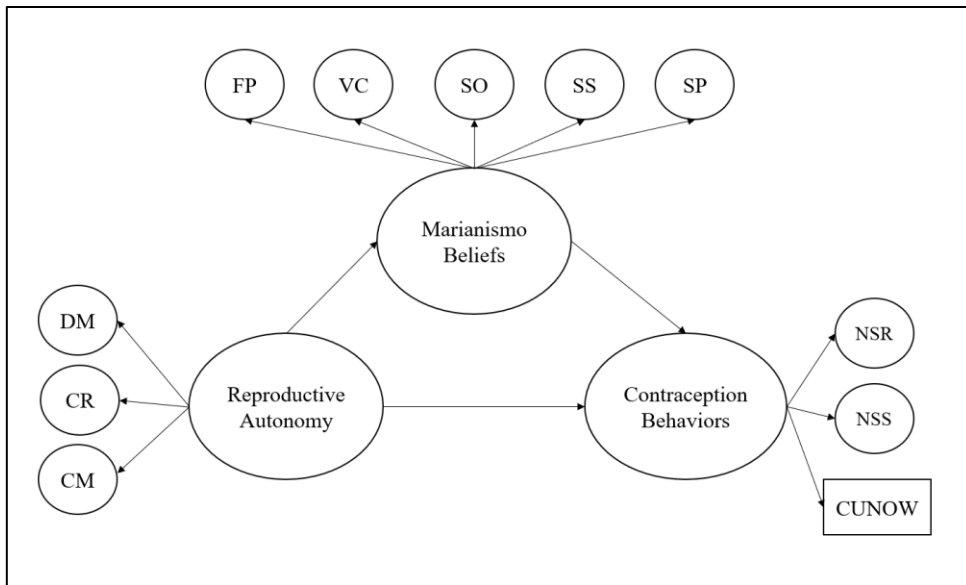 FP
VC
SO
SS
SP
Marianismo
Beliefs
DM
CR
CM
Reproductive
Autonomy
Contraception
Behaviors
NSR
NSS
CUNOW